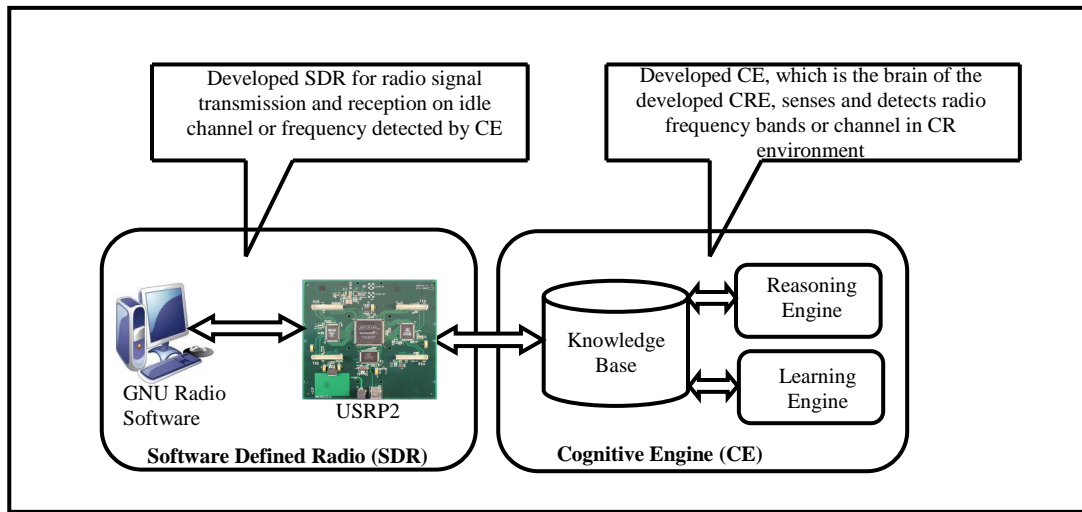 Developed SDR for radio signal
transmission and reception on idle
channel or frequency detected by CE
Developed CE, which is the brain of the
developed CRE, senses and detects radio
frequency bands or channel in CR
environment
GNU Radio
Software
USRP2
Software Defined Radio (SDR)
Knowledge
Base
Reasoning
Engine
Learning
Engine
Cognitive Engine (CE)